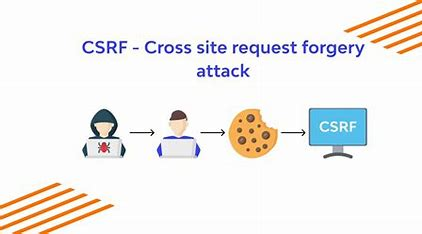 CSRF - Cross site request forgery
attack
CSRF